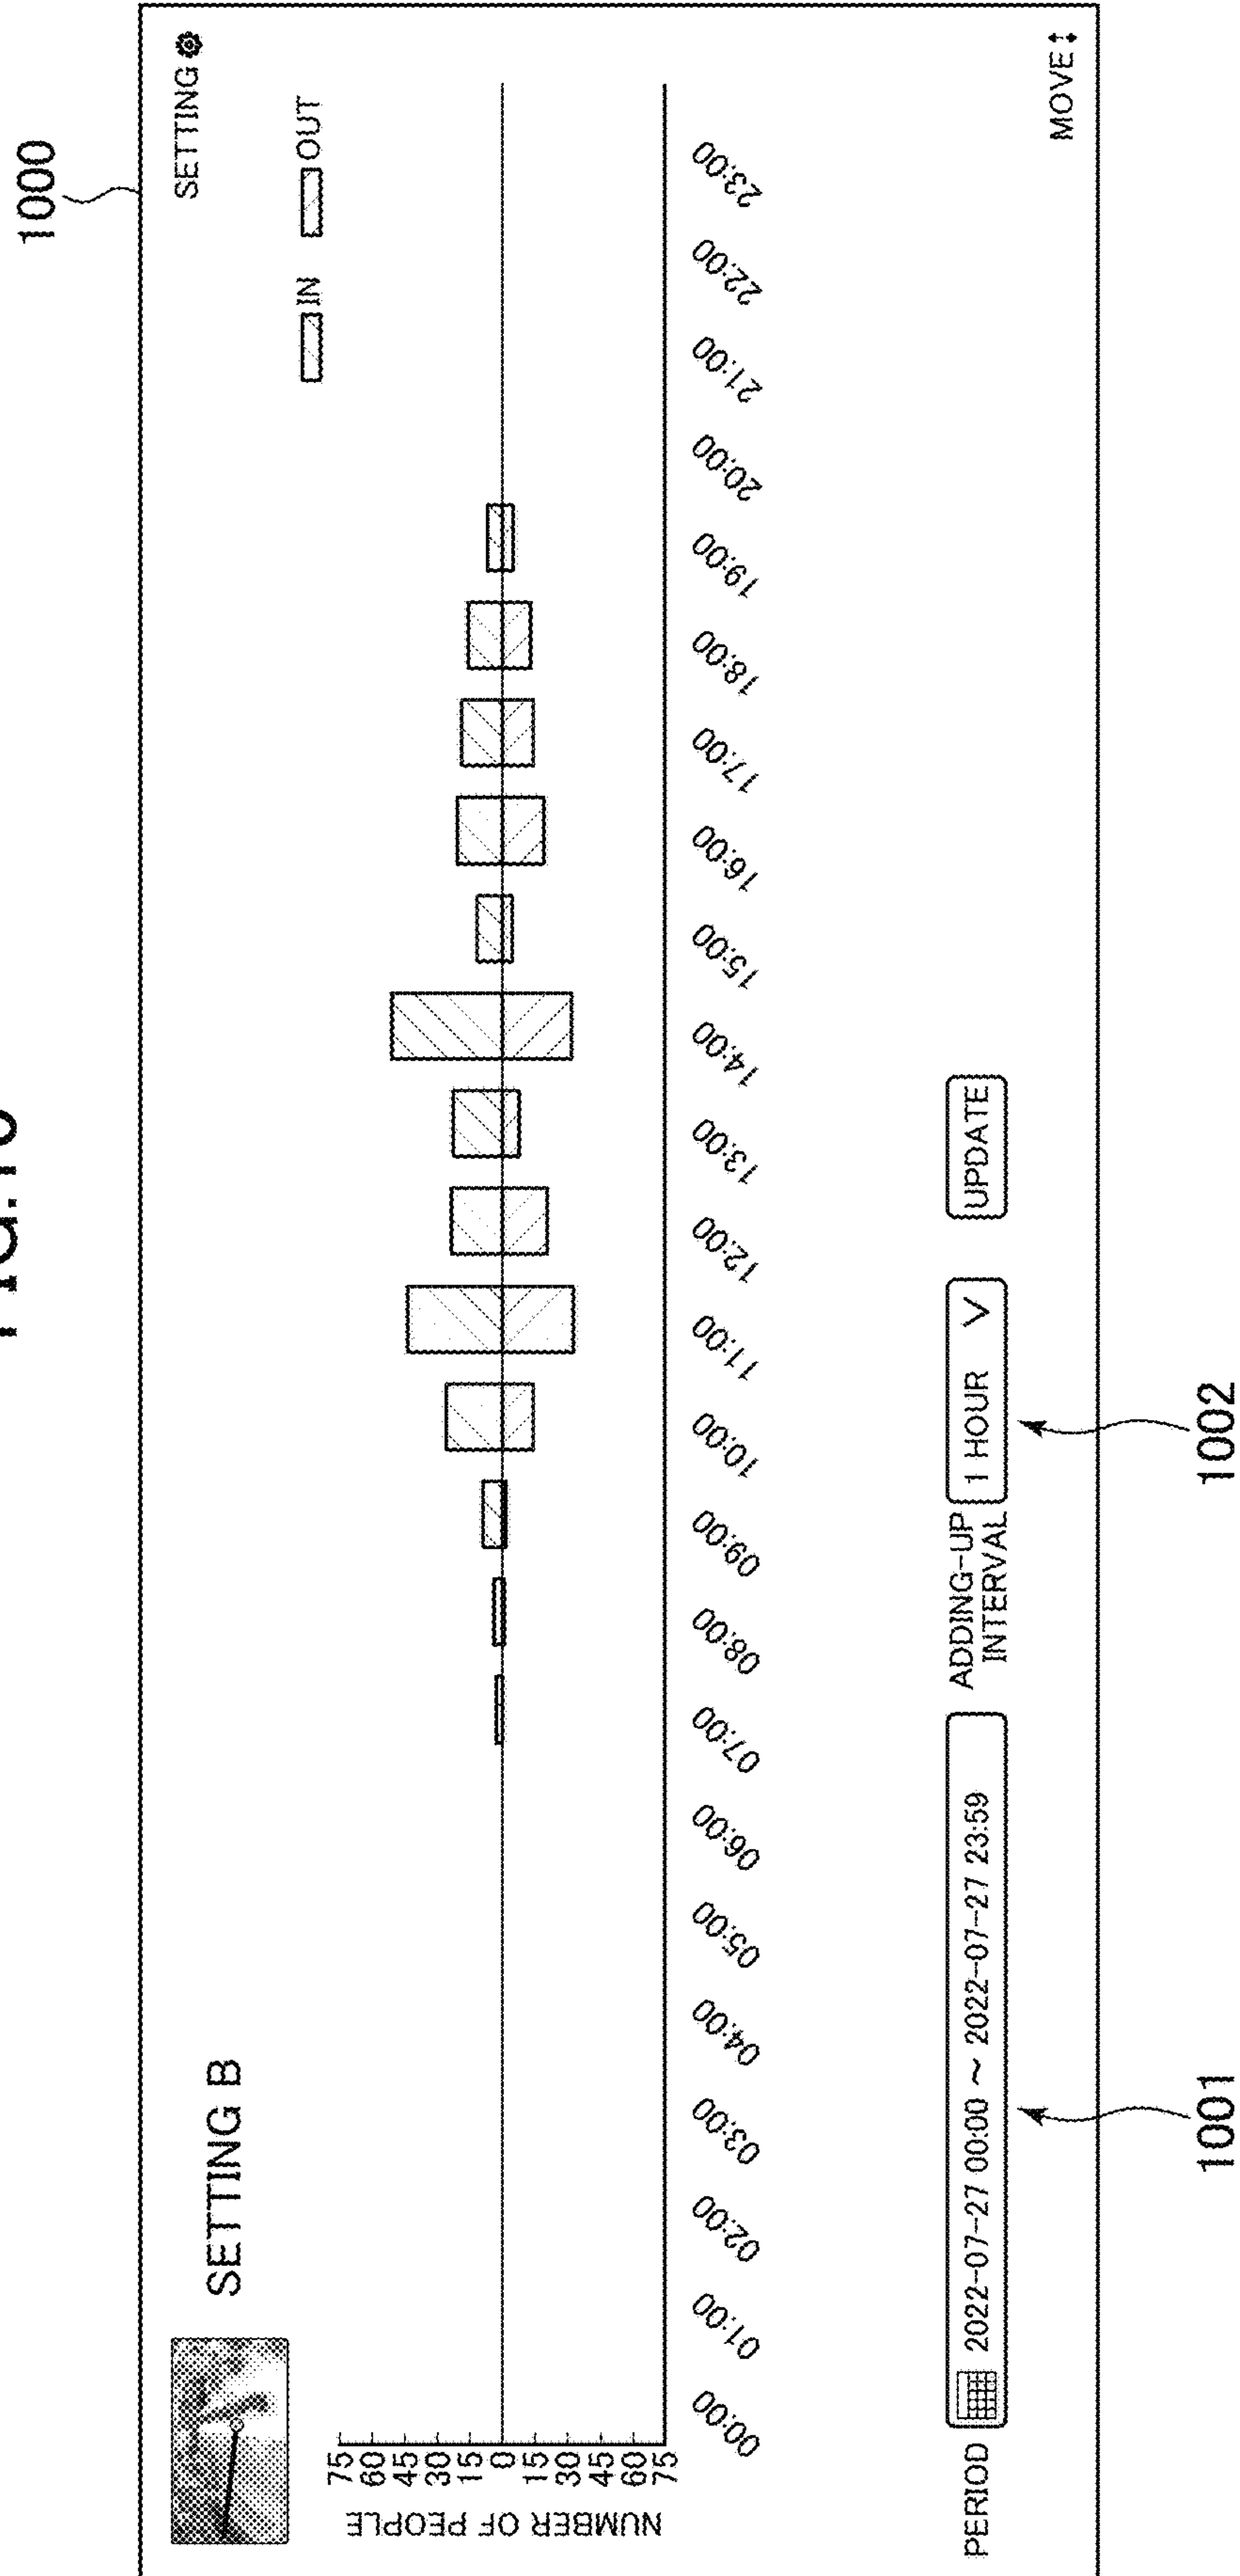 FIG.10
1000
SETTING B
SETTING
IN
OUT
NUMBER OF PEOPLE
75
60
45
30
15
0
15
30
45
60
75
00:00
01:00
02:00
03:00
04:00
05:00
06:00
07:00
08:00
09:00
10:00
11:00
12:00
13:00
14:00
15:00
16:00
17:00
18:00
19:00
20:00
21:00
22:00
23:00
PERIOD
2022-07-27 00:00 ~ 2022-07-27 23:59
ADDING-UP
INTERVAL
1 HOUR
UPDATE
MOVE
1001
1002